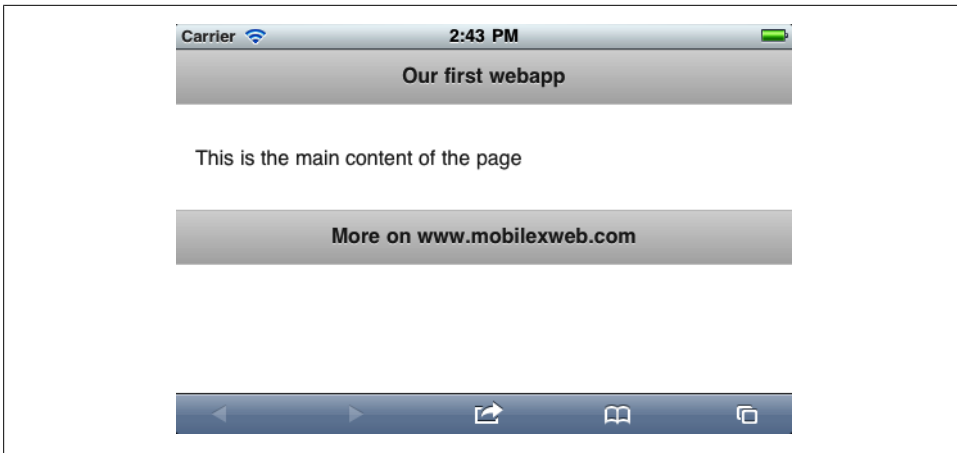 Carrier 2:43 PM
Our first webapp
This is the main content of the page
More on www.mobilexweb.com